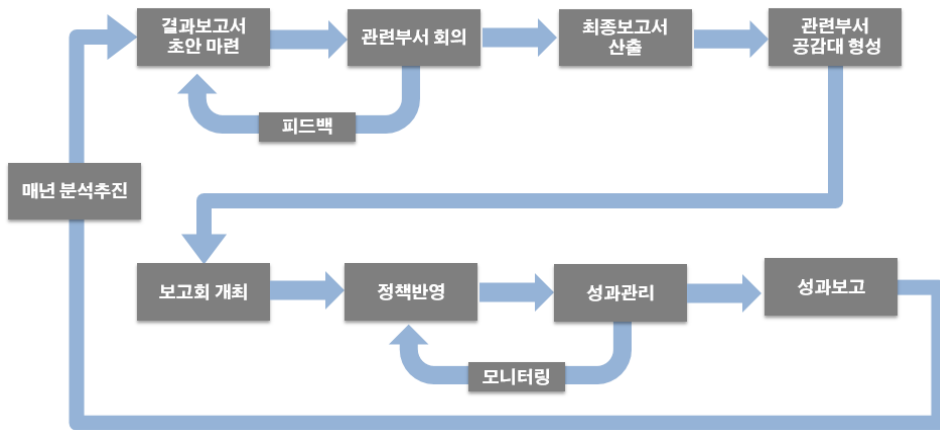 결과보고서
초안 마련
관련부서 회의
최종보고서
산출
관련부서
공감대 형성
피드백
매년 분석추진
보고회 개최
정책반영
성과관리
성과보고
모니터링